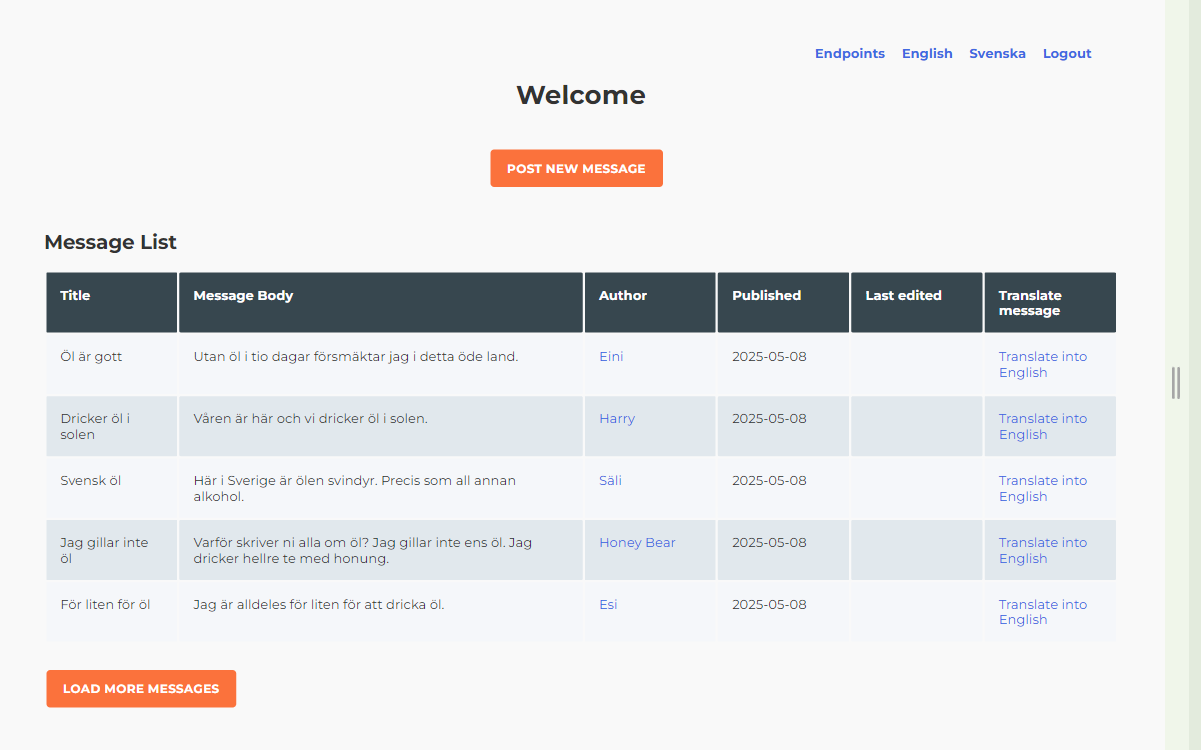 Endpoints English Svenska Logout
Welcome
POST NEW MESSAGE
Message List
Title Message Body Author Published Last edited Translate message
Öl är gott Utan öl i tio dagar försmäktar jag i detta öde land. Eini 2025-05-08 Translate into English
Dricker öl i solen Våren är här och vi dricker öl i solen. Harry 2025-05-08 Translate into English
Svensk öl Här i Sverige är ölen svindyr. Precis som all annan alkohol. Säli 2025-05-08 Translate into English
Jag gillar inte öl Varför skriver ni alla om öl? Jag gillar inte ens öl. Jag dricker hellre te med honung. Honey Bear 2025-05-08 Translate into English
För liten för öl Jag är alldeles för liten för att dricka öl. Esi 2025-05-08 Translate into English
LOAD MORE MESSAGES